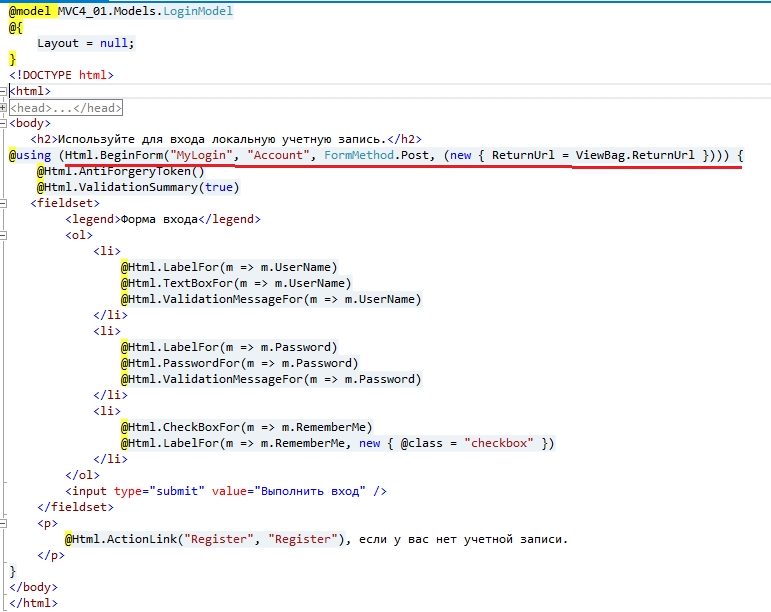 @model MVC4_01.Models.LoginModel
@{
    Layout = null;
}
<!DOCTYPE html>
<html>
<head>...</head>
<body>
   <h2>Используйте для входа локальную учетную запись.</h2>
@using (Html.BeginForm("MyLogin", "Account", FormMethod.Post, (new { ReturnUrl = ViewBag.ReturnUrl }))) {
    @Html.AntiForgeryToken()
    @Html.ValidationSummary(true)
   <fieldset>
        <legend>Форма входа</legend>
        <ol>
            <li>
                @Html.LabelFor(m => m.UserName)
                @Html.TextBoxFor(m => m.UserName)
                @Html.ValidationMessageFor(m => m.UserName)
            </li>
            <li>
                @Html.LabelFor(m => m.Password)
                @Html.PasswordFor(m => m.Password)
                @Html.ValidationMessageFor(m => m.Password)
            </li>
            <li>
                @Html.CheckBoxFor(m => m.RememberMe)
                @Html.LabelFor(m => m.RememberMe, new { @class = "checkbox" })
            </li>
        </ol>
        <input type="submit" value="Выполнить вход" />
    </fieldset>
    <p>
        @Html.ActionLink("Register", "Register"), если у вас нет учетной записи.
    </p>
}
</body>
</html>